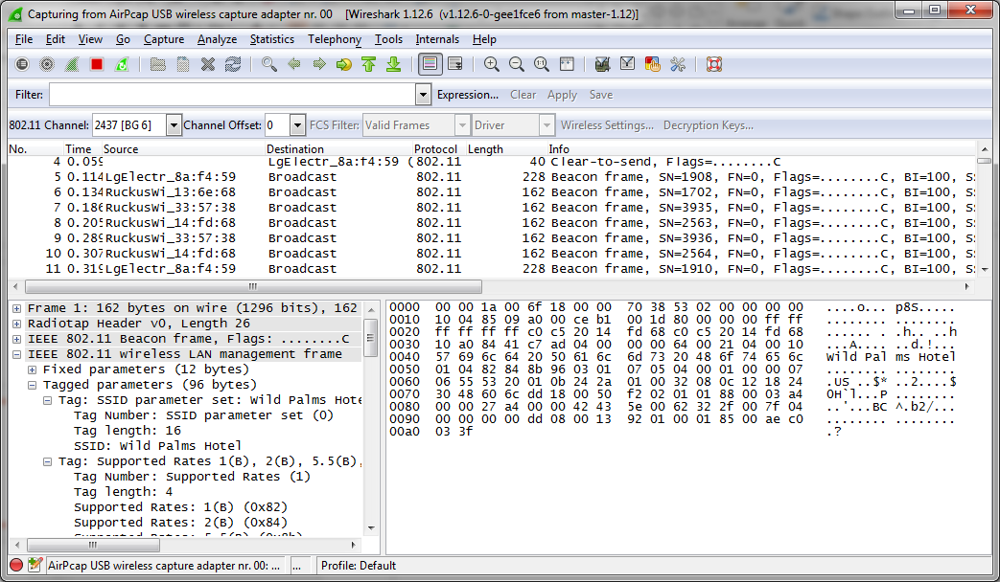 Capturing from AirPcap USB wireless capture adapter nr. 00 [Wireshark 1.12.6 (v1.12.6-0-gee1fce6 from master-1.12)]
File Edit View Go Capture Analyze Statistics Telephony Tools Internals Help
Filter: Expression... Clear Apply Save
802.11 Channel: 2437 [BG 6] Channel Offset: 0 FCS Filter: Valid Frames Driver Wireless Settings... Decryption Keys...
No. Time Source Destination Protocol Length Info
4 0.059 LgElectr_8a:f4:59 (802.11 40 Clear-to-send, Flags=........C
5 0.114 LgElectr_8a:f4:59 Broadcast 802.11 228 Beacon frame, SN=1908, FN=0, Flags=........C, BI=100, S
6 0.134 RuckusWi_13:6e:68 Broadcast 802.11 162 Beacon frame, SN=1702, FN=0, Flags=........C, BI=100, S
7 0.186 RuckusWi_33:57:38 Broadcast 802.11 162 Beacon frame, SN=3935, FN=0, Flags=........C, BI=100, S
8 0.205 RuckusWi_14:fd:68 Broadcast 802.11 162 Beacon frame, SN=2563, FN=0, Flags=........C, BI=100, S
9 0.289 RuckusWi_33:57:38 Broadcast 802.11 162 Beacon frame, SN=3936, FN=0, Flags=........C, BI=100, S
10 0.307 RuckusWi_14:fd:68 Broadcast 802.11 162 Beacon frame, SN=2564, FN=0, Flags=........C, BI=100, S
11 0.319 LgElectr_8a:f4:59 Broadcast 802.11 228 Beacon frame, SN=1910, FN=0, Flags=........C, BI=100, S
Frame 1: 162 bytes on wire (1296 bits), 162
Radiotap Header v0, Length 26
IEEE 802.11 Beacon frame, Flags: ........C
IEEE 802.11 wireless LAN management frame
Fixed parameters (12 bytes)
Tagged parameters (96 bytes)
Tag: SSID parameter set: Wild Palms Hote
Tag Number: SSID parameter set (0)
Tag length: 16
SSID: Wild Palms Hotel
Tag: Supported Rates 1(B), 2(B), 5.5(B),
Tag Number: Supported Rates (1)
Tag length: 4
Supported Rates: 1(B) (0x82)
Supported Rates: 2(B) (0x84)
0000 00 00 1a 00 6f 18 00 00 70 38 53 02 00 00 00 00 ....o... p8S.....
0010 10 04 85 09 a0 00 ce b1 00 1d 80 00 00 00 ff ff ........ ........
0020 ff ff ff ff c0 c5 20 14 fd 68 c0 c5 20 14 fd 68 ...... . .h.. ..h
0030 10 a0 84 41 c7 ad 04 00 00 00 64 00 21 04 00 10 ...A.... ..d.!...
0040 57 69 6c 64 20 50 61 6c 6d 73 20 48 6f 74 65 6c Wild Pal ms Hotel
0050 01 04 82 84 8b 96 03 01 07 05 04 00 01 00 00 07 ........ ........
0060 06 55 53 20 01 0b 24 2a 01 00 32 08 0c 12 18 24 .US ..$* ..2....$
0070 30 48 60 6c dd 18 00 50 f2 02 01 01 88 00 03 a4 0H`l...P ........
0080 00 00 27 a4 00 00 42 43 5e 00 62 32 2f 00 7f 04 ..'...BC ^.b2/...
0090 00 00 00 00 dd 08 00 13 92 01 00 01 85 00 ae c0 ........ ........
00a0 03 3f .?
AirPcap USB wireless capture adapter nr. 00: ... ... Profile: Default